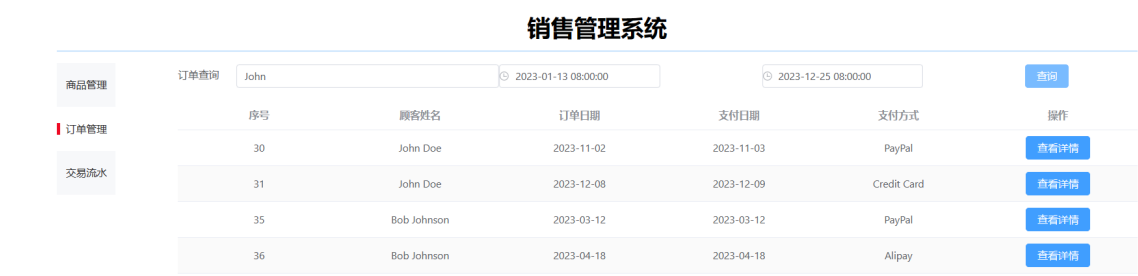 销售管理系统
商品管理
订单管理
交易流水
订单查询 John 2023-01-13 08:00:00 2023-12-25 08:00:00 查询
序号 顾客姓名 订单日期 支付日期 支付方式 操作
30 John Doe 2023-11-02 2023-11-03 PayPal 查看详情
31 John Doe 2023-12-08 2023-12-09 Credit Card 查看详情
35 Bob Johnson 2023-03-12 2023-03-12 PayPal 查看详情
36 Bob Johnson 2023-04-18 2023-04-18 Alipay 查看详情